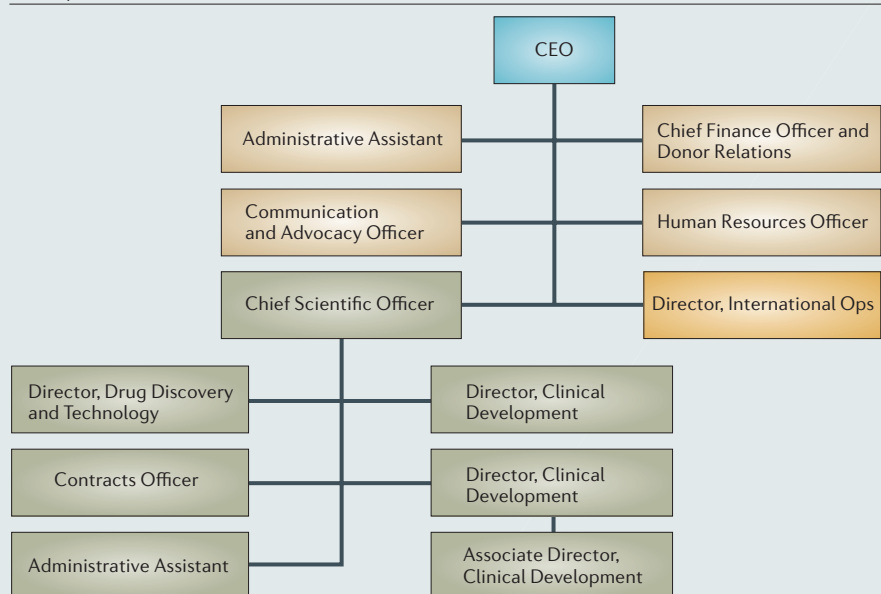 CEO
Administrative Assistant
Chief Finance Officer and
Donor Relations
Communication
and Advocacy Officer
Human Resources Officer
Chief Scientific Officer
Director, International Ops
Director, Drug Discovery
and Technology
Director, Clinical
Development
Contracts Officer
Director, Clinical
Development
Administrative Assistant
Associate Director,
Clinical Development